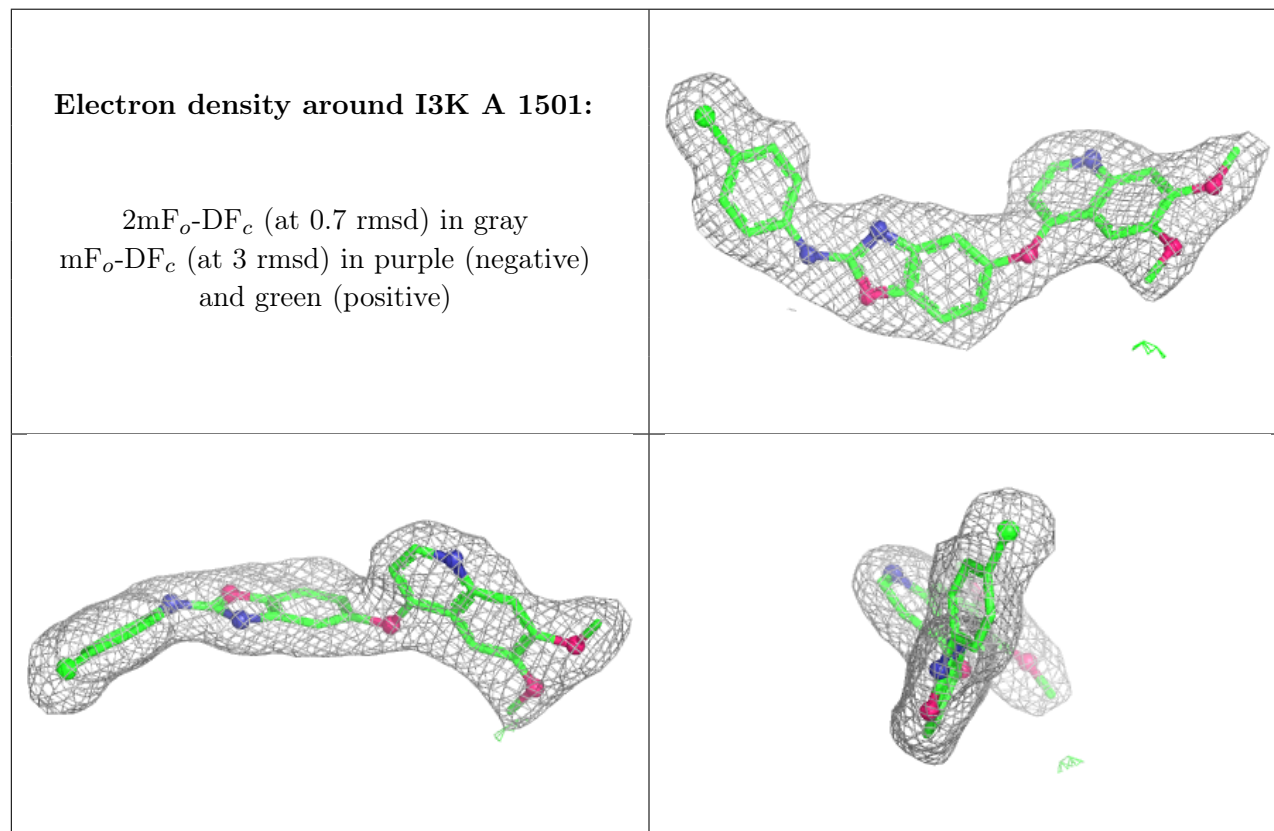 Electron density around I3K A 1501:
2mFo-DFc (at 0.7 rmsd) in gray
mFo-DFc (at 3 rmsd) in purple (negative)
and green (positive)